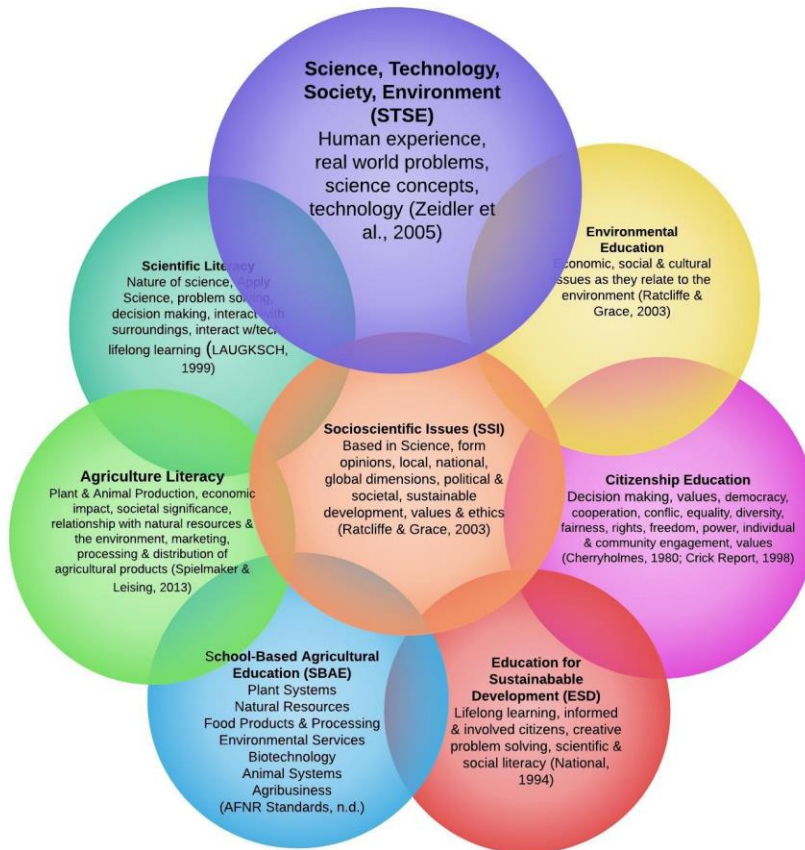 Science, Technology,
Society, Environment
(STSE)
Human experience,
real world problems,
science concepts,
technology (Zeidler et
al., 2005)
Environmental
Education
Economic, social & cultural
issues as they relate to the
environment (Ratcliffe &
Grace, 2003)
Scientific Literacy
Nature of science, Apply
Science, problem solving,
decision making, interact with
surroundings, interact w/tech,
lifelong learning (LAUGKSCH,
1999)
Socioscientific Issues (SSI)
Based in Science, form
opinions, local, national,
global dimensions, political &
societal, sustainable
development, values & ethics
(Ratcliffe & Grace, 2003)
Agriculture Literacy
Plant & Animal Production, economic
impact, societal significance,
relationship with natural resources &
the environment, marketing,
processing & distribution of
agricultural products (Spielmaker &
Leising, 2013)
Citizenship Education
Decision making, values, democracy,
cooperation, conflic, equality, diversity,
fairness, rights, freedom, power, individual
& community engagement, values
(Cherryholmes, 1980; Crick Report, 1998)
School-Based Agricultural
Education (SBAE)
Plant Systems
Natural Resources
Food Products & Processing
Environmental Services
Biotechnology
Animal Systems
Agribusiness
(AFNR Standards, n.d.)
Education for
Sustainabable
Development (ESD)
Lifelong learning, informed
& involved citizens, creative
problem solving, scientific &
social literacy (National,
1994)